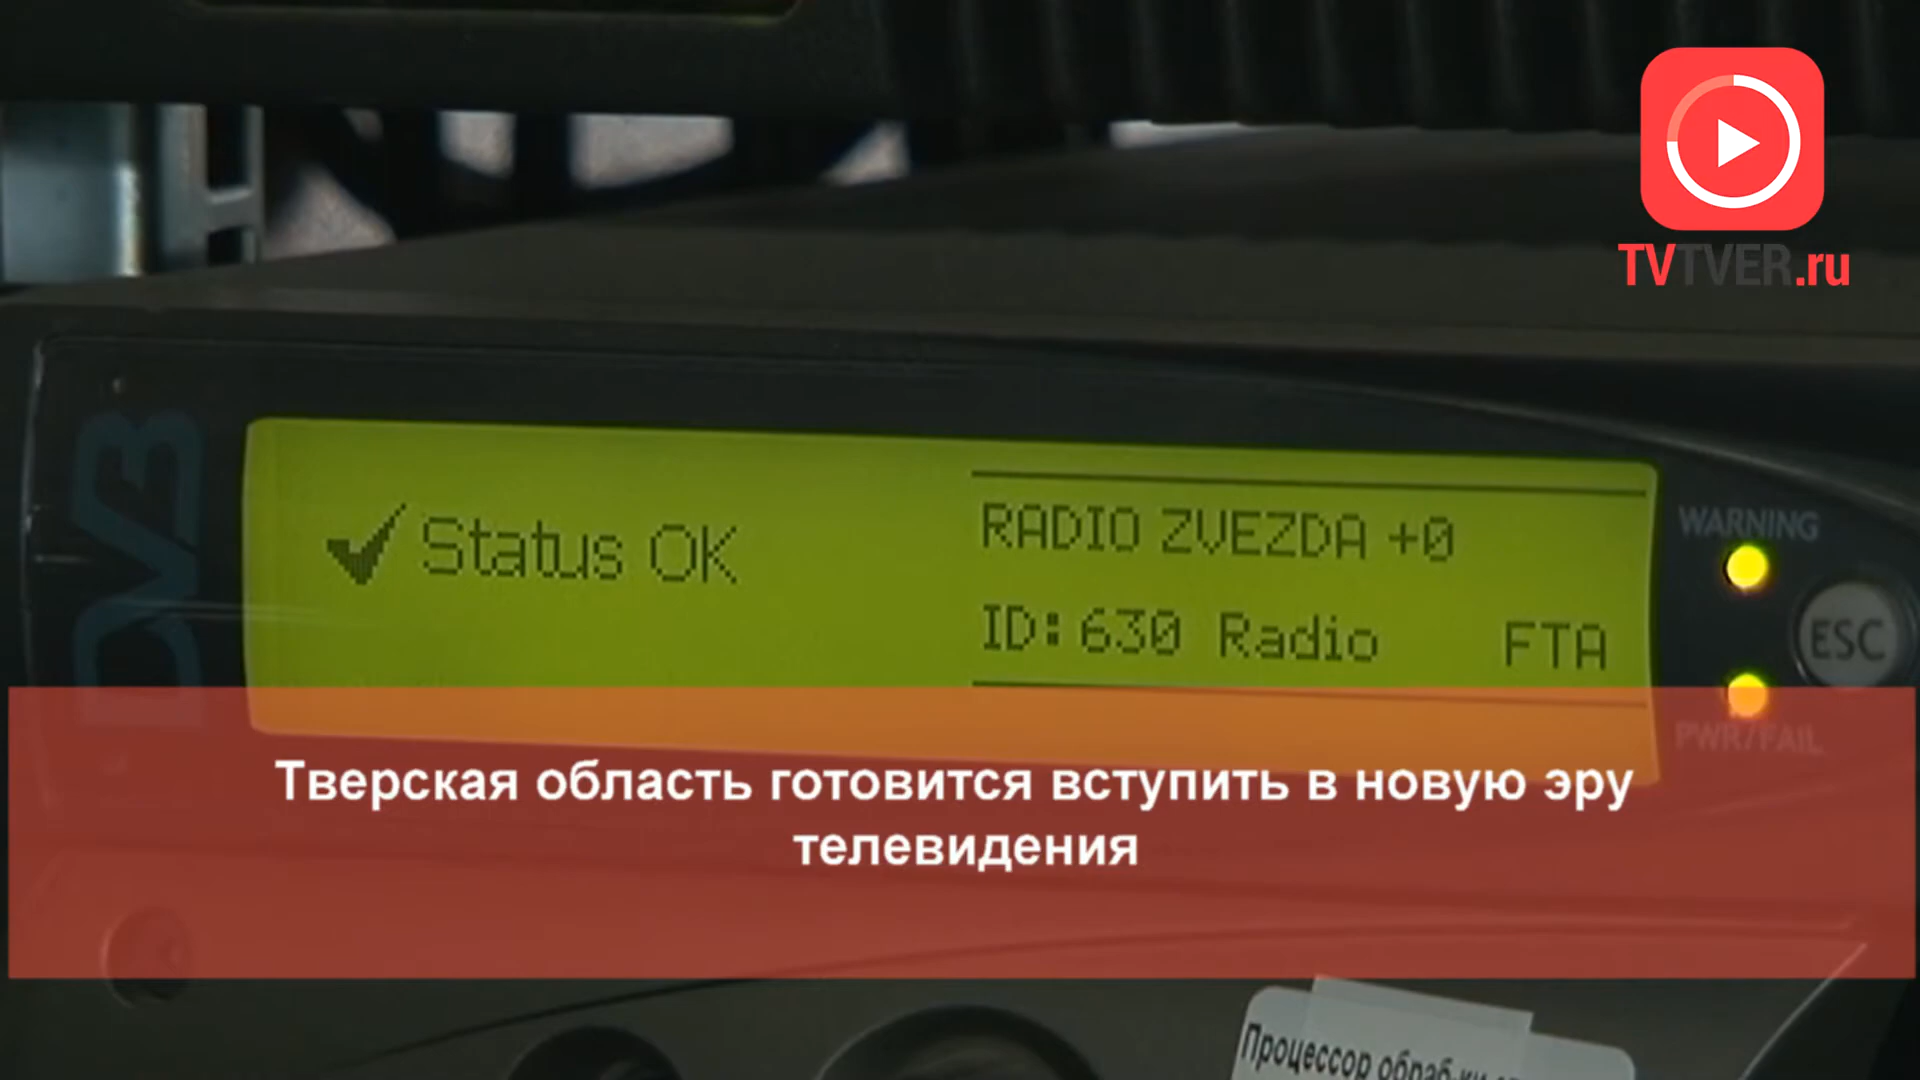 TVTVER.ru
Status OK
RADIO ZVEZDA +0
ID: 630 Radio FTA
WARNING
ESC
PWR/FAIL
DV3
Тверская область готовится вступить в новую эру
телевидения
Процессор